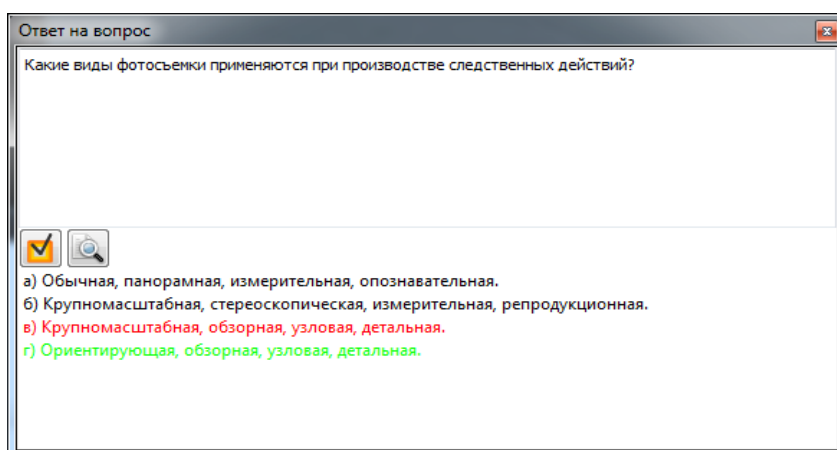 Ответ на вопрос
Какие виды фотосъемки применяются при производстве следственных действий?
а) Обычная, панорамная, измерительная, опознавательная.
б) Крупномасштабная, стереоскопическая, измерительная, репродукционная.
в) Крупномасштабная, обзорная, узловая, детальная.
г) Ориентирующая, обзорная, узловая, детальная.